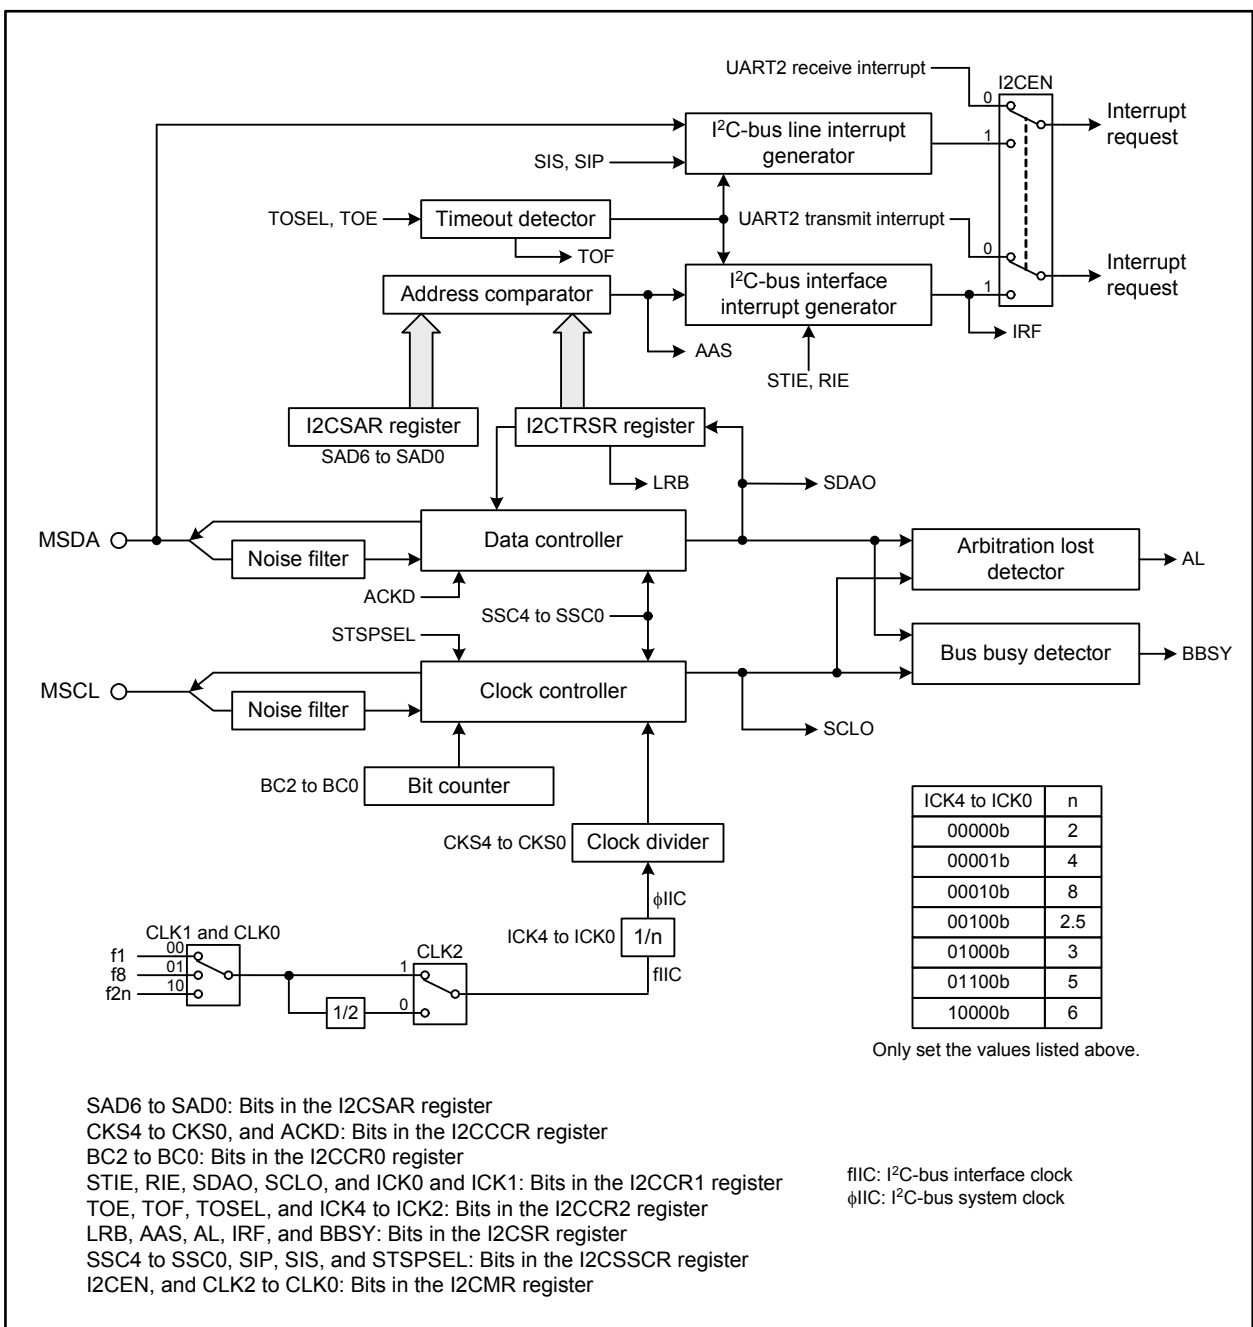 UART2 receive interrupt
I2CEN
0
Interrupt
request
I²C-bus line interrupt
generator
1
SIS, SIP
TOSEL, TOE
Timeout detector
UART2 transmit interrupt
TOF
0
Interrupt
request
Address comparator
I²C-bus interface
interrupt generator
1
IRF
AAS
STIE, RIE
I2CSAR register
I2CTRSR register
SAD6 to SAD0
LRB
SDAO
MSDA
Data controller
Noise filter
Arbitration lost
detector
AL
ACKD
SSC4 to SSC0
STSPSEL
Bus busy detector
BBSY
MSCL
Clock controller
Noise filter
SCLO
BC2 to BC0
Bit counter
CKS4 to CKS0
Clock divider
ϕIIC
ICK4 to ICK0
1/n
fIIC
CLK1 and CLK0
f1
00
f8
01
f2n
10
CLK2
1
1/2
0
ICK4 to ICK0 n
00000b 2
00001b 4
00010b 8
00100b 2.5
01000b 3
01100b 5
10000b 6
Only set the values listed above.
SAD6 to SAD0: Bits in the I2CSAR register
CKS4 to CKS0, and ACKD: Bits in the I2CCCR register
BC2 to BC0: Bits in the I2CCR0 register
STIE, RIE, SDAO, SCLO, and ICK0 and ICK1: Bits in the I2CCR1 register
TOE, TOF, TOSEL, and ICK4 to ICK2: Bits in the I2CCR2 register
LRB, AAS, AL, IRF, and BBSY: Bits in the I2CSR register
SSC4 to SSC0, SIP, SIS, and STSPSEL: Bits in the I2CSSCR register
I2CEN, and CLK2 to CLK0: Bits in the I2CMR register
fIIC: I²C-bus interface clock
ϕIIC: I²C-bus system clock